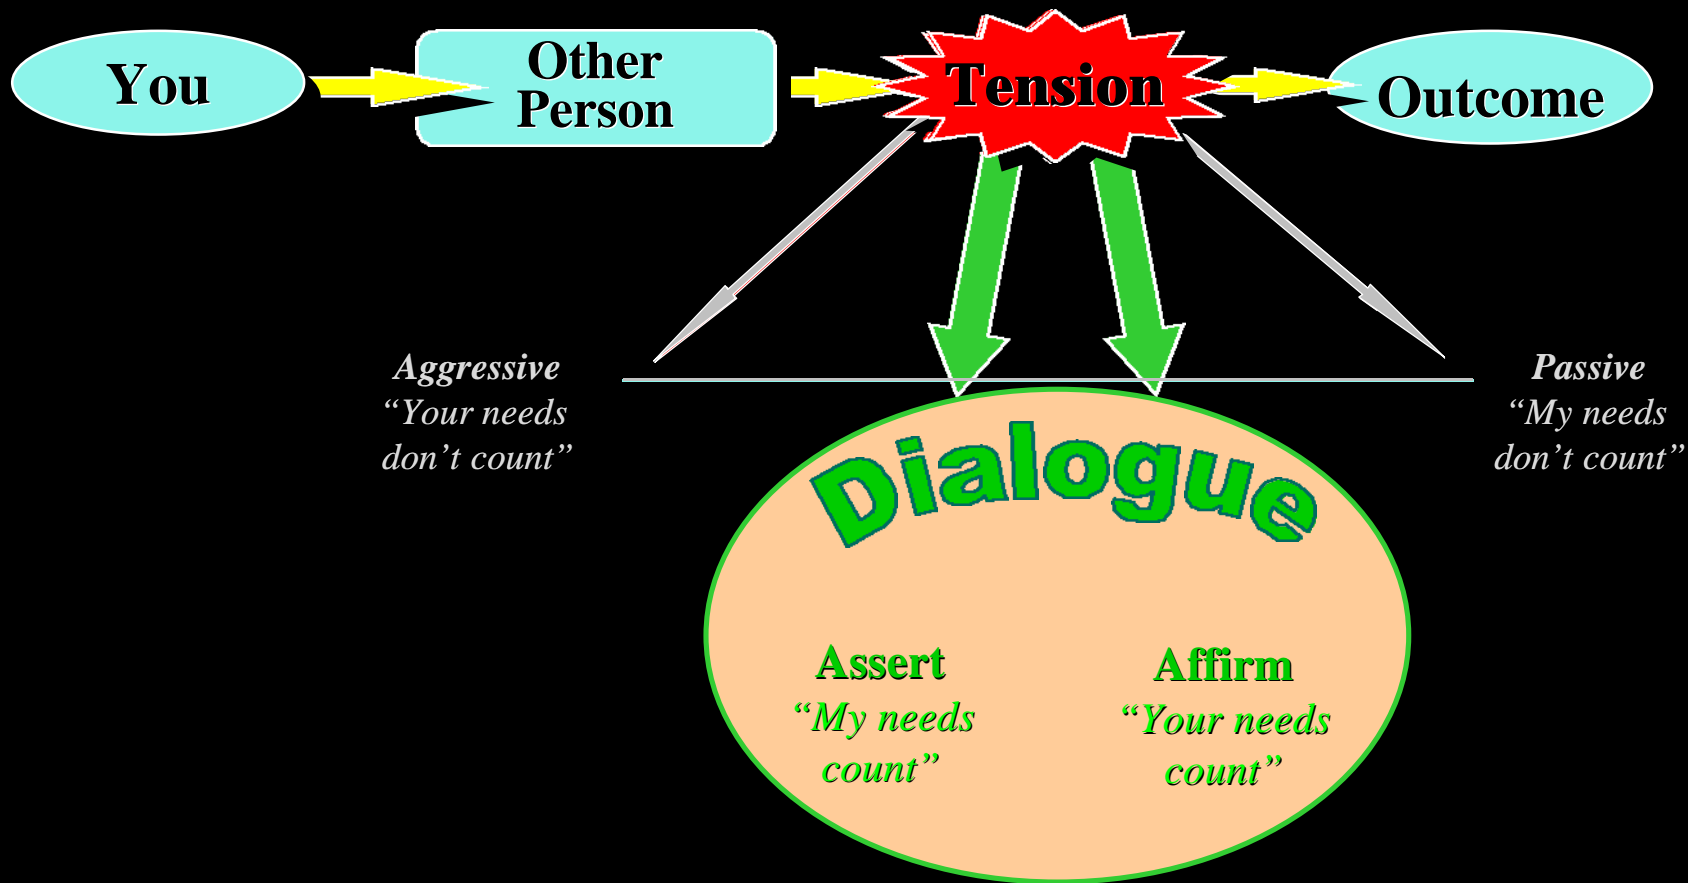 You
Other
Person
Tension
Outcome
Aggressive
“Your needs
don’t count”
Passive
“My needs
don’t count”
Dialogue
Assert
“My needs
count”
Affirm
“Your needs
count”